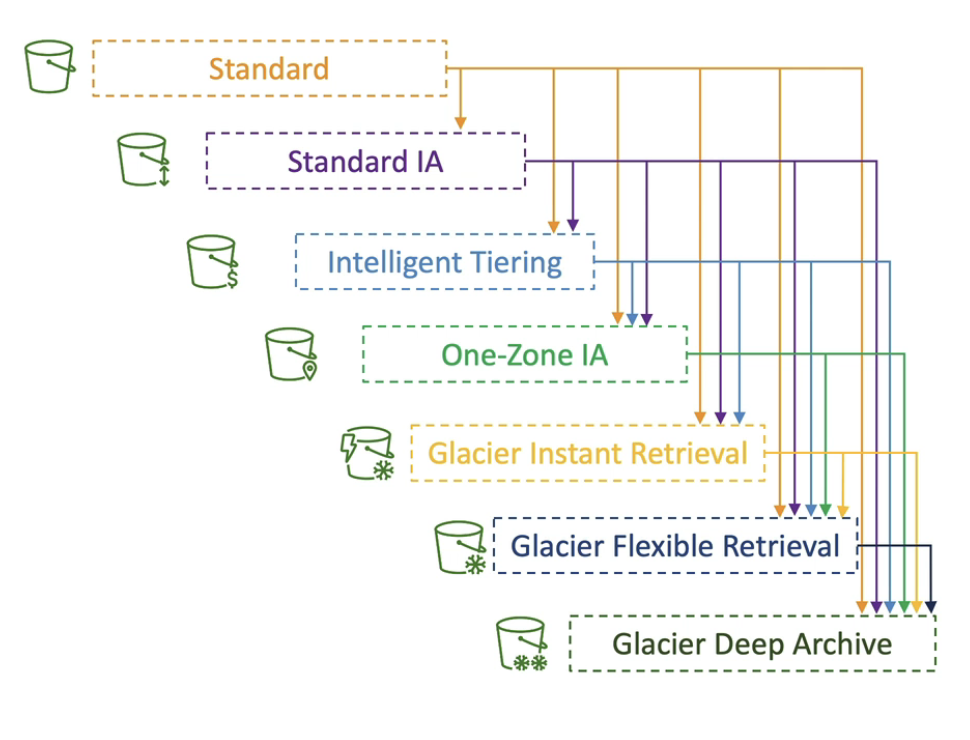 Standard
Standard IA
Intelligent Tiering
One-Zone IA
Glacier Instant Retrieval
Glacier Flexible Retrieval
Glacier Deep Archive